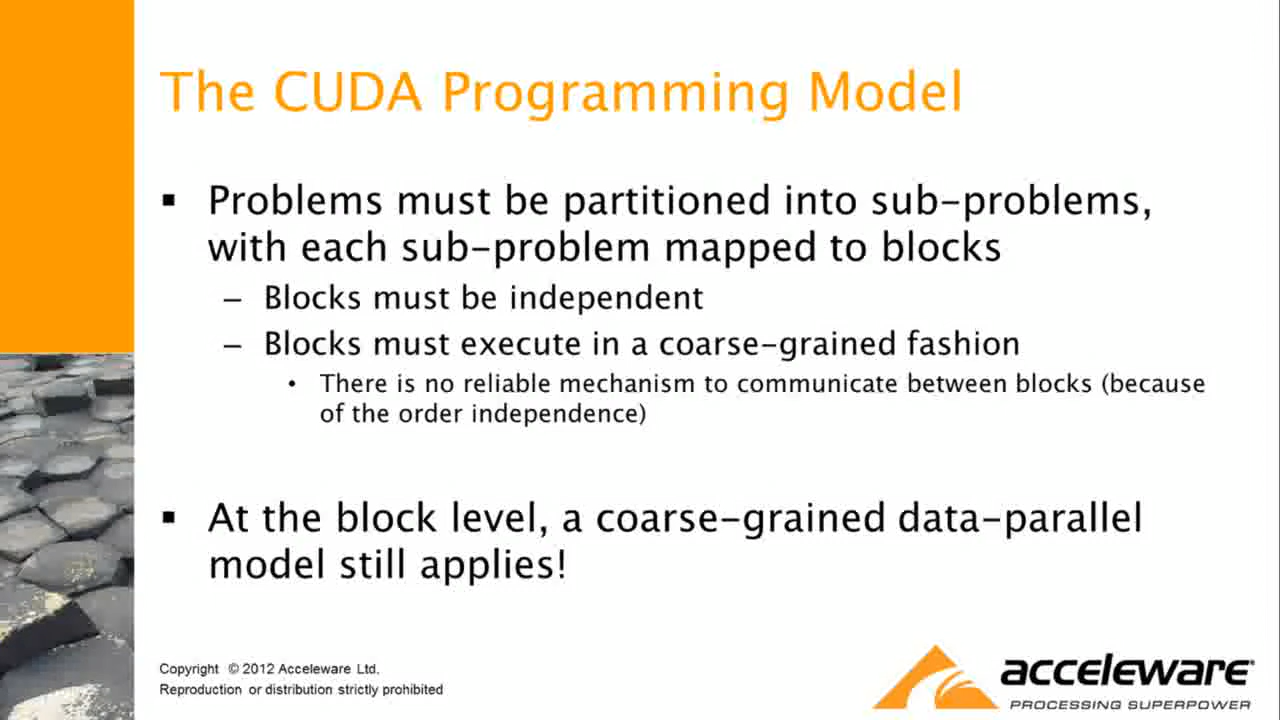 The CUDA Programming Model
▪ Problems must be partitioned into sub-problems,
with each sub-problem mapped to blocks
– Blocks must be independent
– Blocks must execute in a coarse-grained fashion
• There is no reliable mechanism to communicate between blocks (because
of the order independence)
▪ At the block level, a coarse-grained data-parallel
model still applies!
Copyright © 2012 Acceleware Ltd.
Reproduction or distribution strictly prohibited
acceleware®
PROCESSING SUPERPOWER